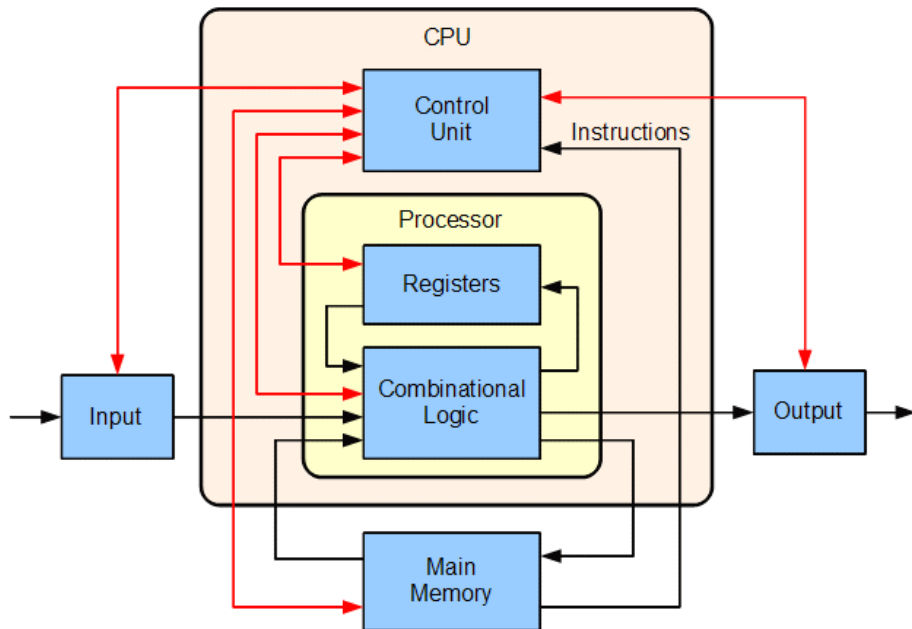 CPU
Control
Unit
Instructions
Processor
Registers
Combinational
Logic
Input
Output
Main
Memory